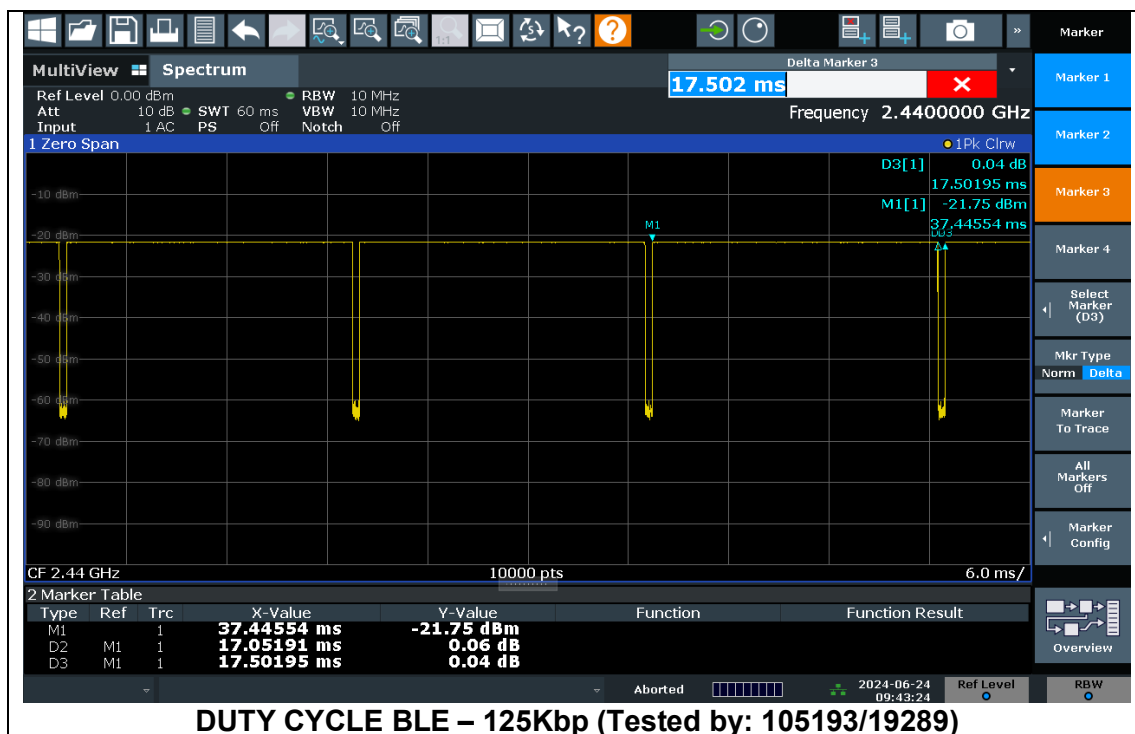 1:1
»
Marker
MultiView Spectrum
Delta Marker 3
17.502 ms
Ref Level 0.00 dBm RBW 10 MHz
Att 10 dB SWT 60 ms VBW 10 MHz
Input 1 AC PS Off Notch Off
Frequency 2.4400000 GHz
1 Zero Span 1Pk Clrw
D3[1] 0.04 dB
17.50195 ms
M1[1] -21.75 dBm
37.44554 ms
M1
-10 dBm
-20 dBm
-30 dBm
-40 dBm
-50 dBm
-60 dBm
-70 dBm
-80 dBm
-90 dBm
CF 2.44 GHz 10000 pts 6.0 ms/
2 Marker Table
Type Ref Trc X-Value Y-Value Function Function Result
M1 1 37.44554 ms -21.75 dBm
D2 M1 1 17.05191 ms 0.06 dB
D3 M1 1 17.50195 ms 0.04 dB
Aborted
2024-06-24
09:43:24
Ref Level
RBW
Marker 1
Marker 2
Marker 3
Marker 4
Select
Marker
(D3)
Mkr Type
Norm Delta
Marker
To Trace
All
Markers
Off
Marker
Config
Overview
DUTY CYCLE BLE – 125Kbp (Tested by: 105193/19289)